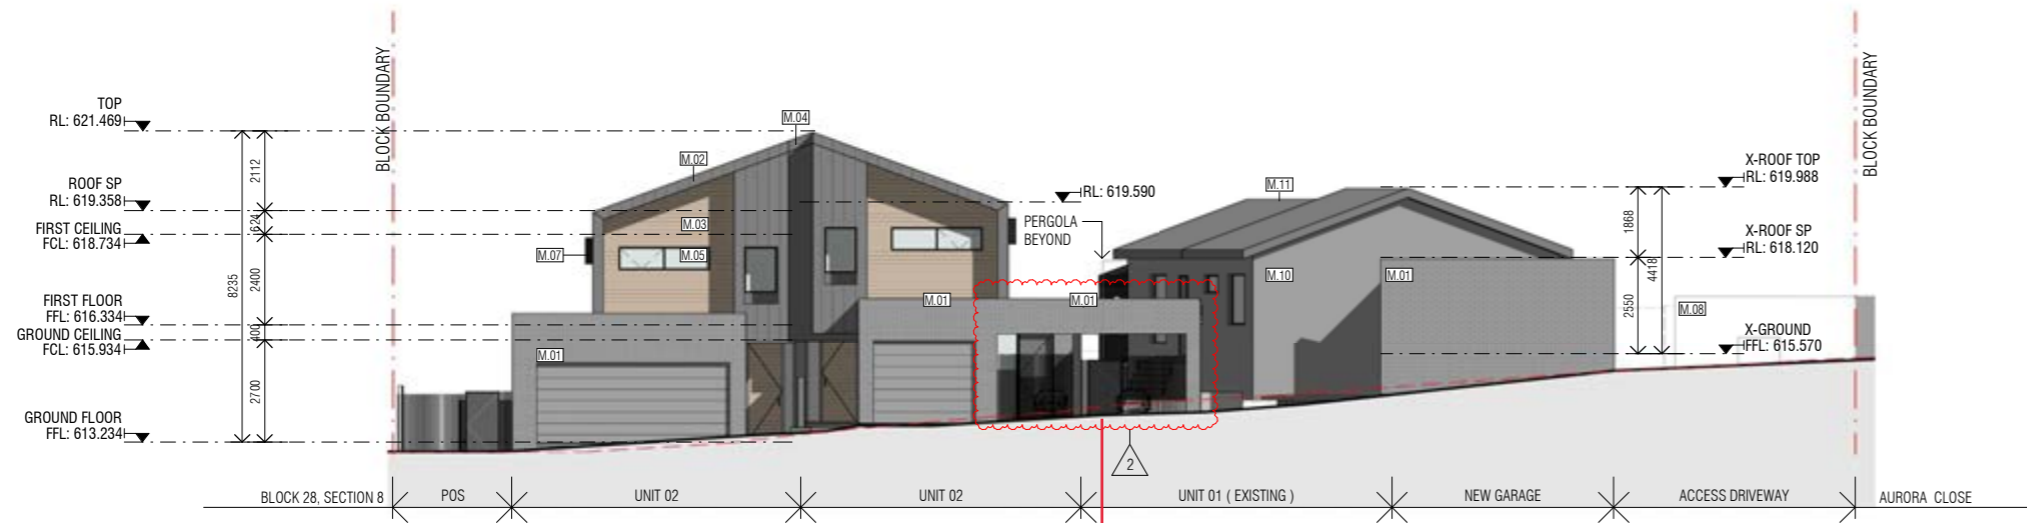 TOP
RL: 621.469
ROOF SP
RL: 619.358
FIRST CEILING
FCL: 618.734
FIRST FLOOR
FFL: 616.334
GROUND CEILING
FCL: 615.934
GROUND FLOOR
FFL: 613.234
8235
2112
624
2400
400
2700
BLOCK BOUNDARY
M.04
M.02
M.03
M.07
M.05
M.01
M.01
M.01
RL: 619.590
PERGOLA
BEYOND
M.11
M.10
M.01
M.08
1868
4418
2550
X-ROOF TOP
RL: 619.988
X-ROOF SP
RL: 618.120
X-GROUND
FFL: 615.570
BLOCK BOUNDARY
2
BLOCK 28, SECTION 8
POS
UNIT 02
UNIT 02
UNIT 01 ( EXISTING )
NEW GARAGE
ACCESS DRIVEWAY
AURORA CLOSE